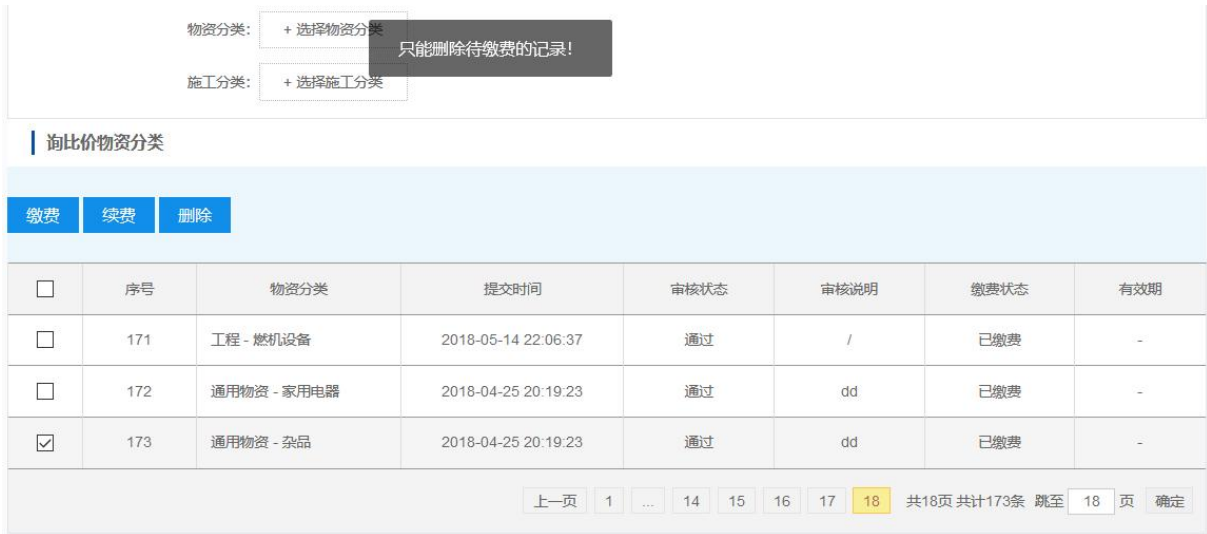 物资分类： + 选择物资分类
只能删除待缴费的记录！
施工分类： + 选择施工分类
询比价物资分类
缴费 续费 删除
序号 物资分类 提交时间 审核状态 审核说明 缴费状态 有效期
171 工程 - 燃机设备 2018-05-14 22:06:37 通过 / 已缴费 -
172 通用物资 - 家用电器 2018-04-25 20:19:23 通过 dd 已缴费 -
173 通用物资 - 杂品 2018-04-25 20:19:23 通过 dd 已缴费 -
上一页 1 ... 14 15 16 17 18 共18页 共计173条 跳至 18 页 确定